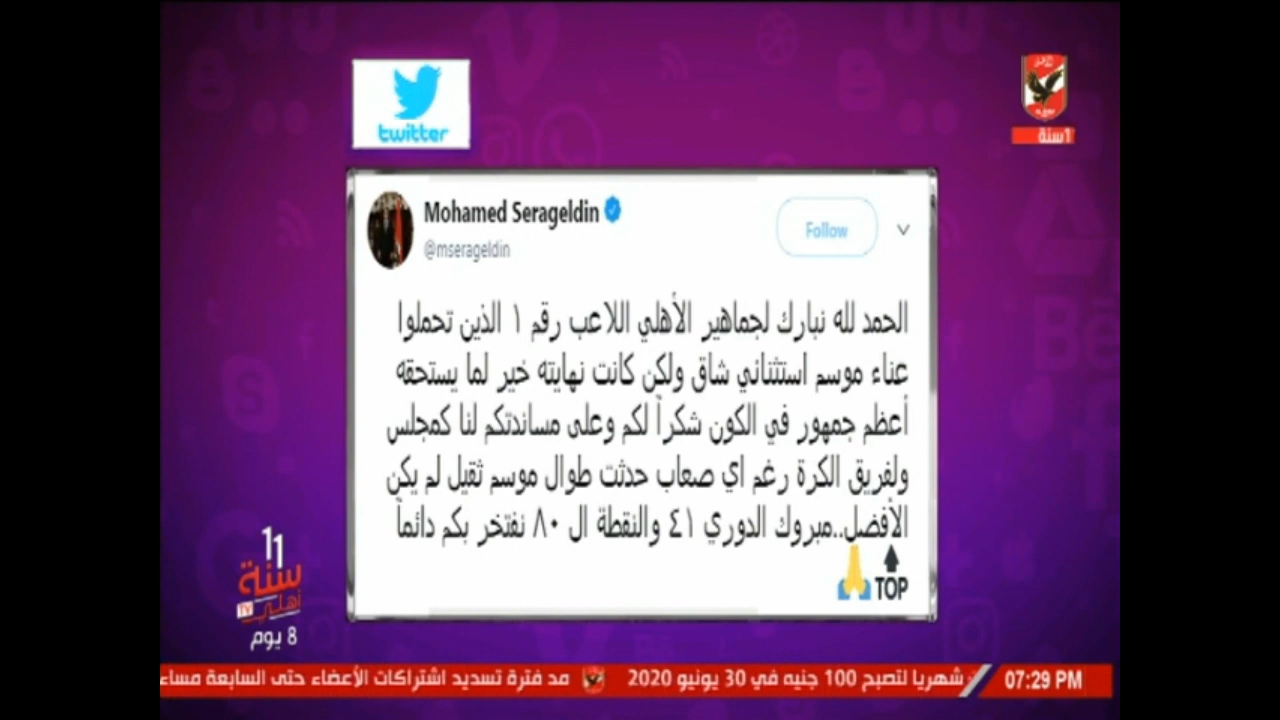 twitter
1سنة
Mohamed Serageldin
@mserageldin
Follow
الحمد لله نبارك لجماهير الأهلي اللاعب رقم ١ الذين تحملوا
عناء موسم استثنائي شاق ولكن كانت نهايته خير لما يستحقه
أعظم جمهور في الكون شكراً لكم وعلى مساندتكم لنا كمجلس
ولفريق الكرة رغم اي صعاب حدثت طوال موسم ثقيل لم يكن
الأفضل..مبروك الدوري ٤١ والنقطة ال ٨٠ نفتخر بكم دائماً
TOP
11
سنة
أهلي TV
8 يوم
شهريا لتصبح 100 جنيه في 30 يونيو 2020 مد فترة تسديد اشتراكات الأعضاء حتى السابعة مساء
07:29 PM